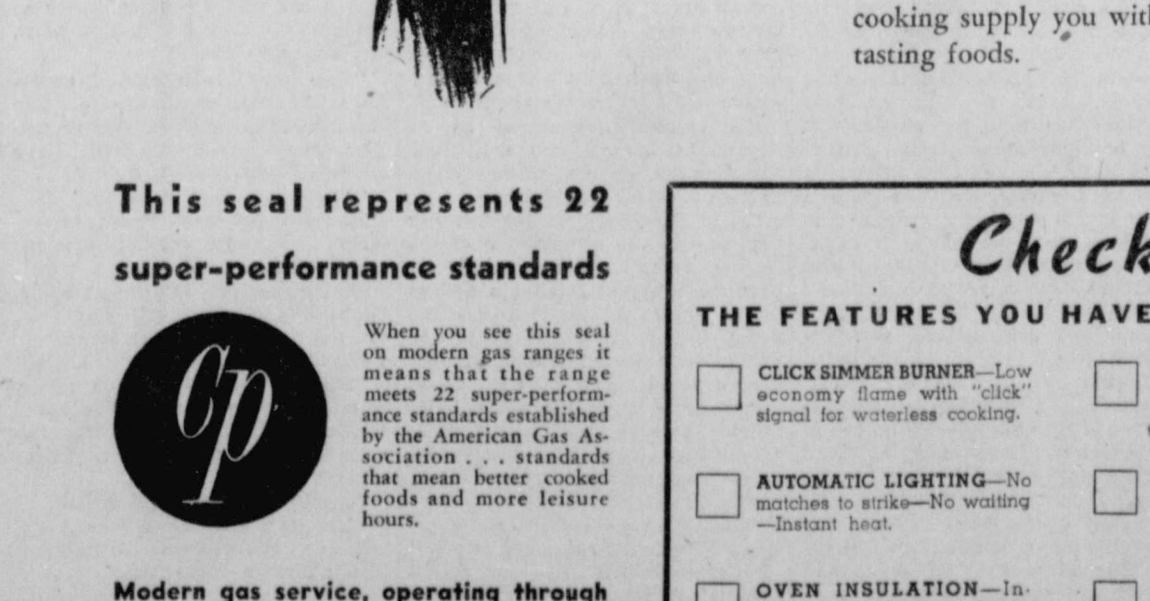 cooking supply you with
tasting foods.
This seal represents 22
super-performance standards
cp
When you see this seal
on modern gas ranges it
means that the range
meets 22 super-perform-
ance standards established
by the American Gas As-
sociation . . . standards
that mean better cooked
foods and more leisure
hours.
Modern gas service, operating through
Check
THE FEATURES YOU HAVE
CLICK SIMMER BURNER—Low
economy flame with "click"
signal for waterless cooking.
AUTOMATIC LIGHTING—No
matches to strike—No waiting
—Instant heat.
OVEN INSULATION—In-